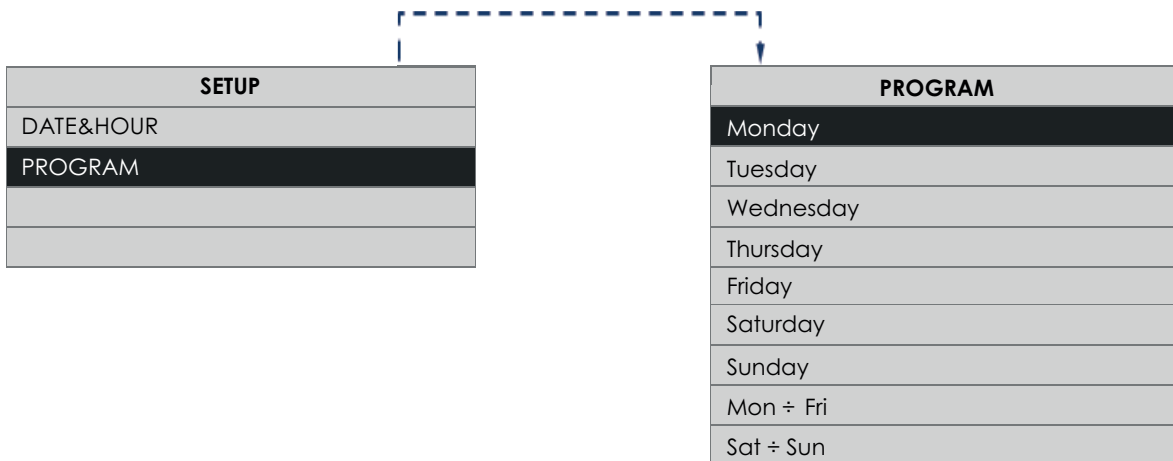 SETUP
DATE&HOUR
PROGRAM
PROGRAM
Monday
Tuesday
Wednesday
Thursday
Friday
Saturday
Sunday
Mon ÷ Fri
Sat ÷ Sun